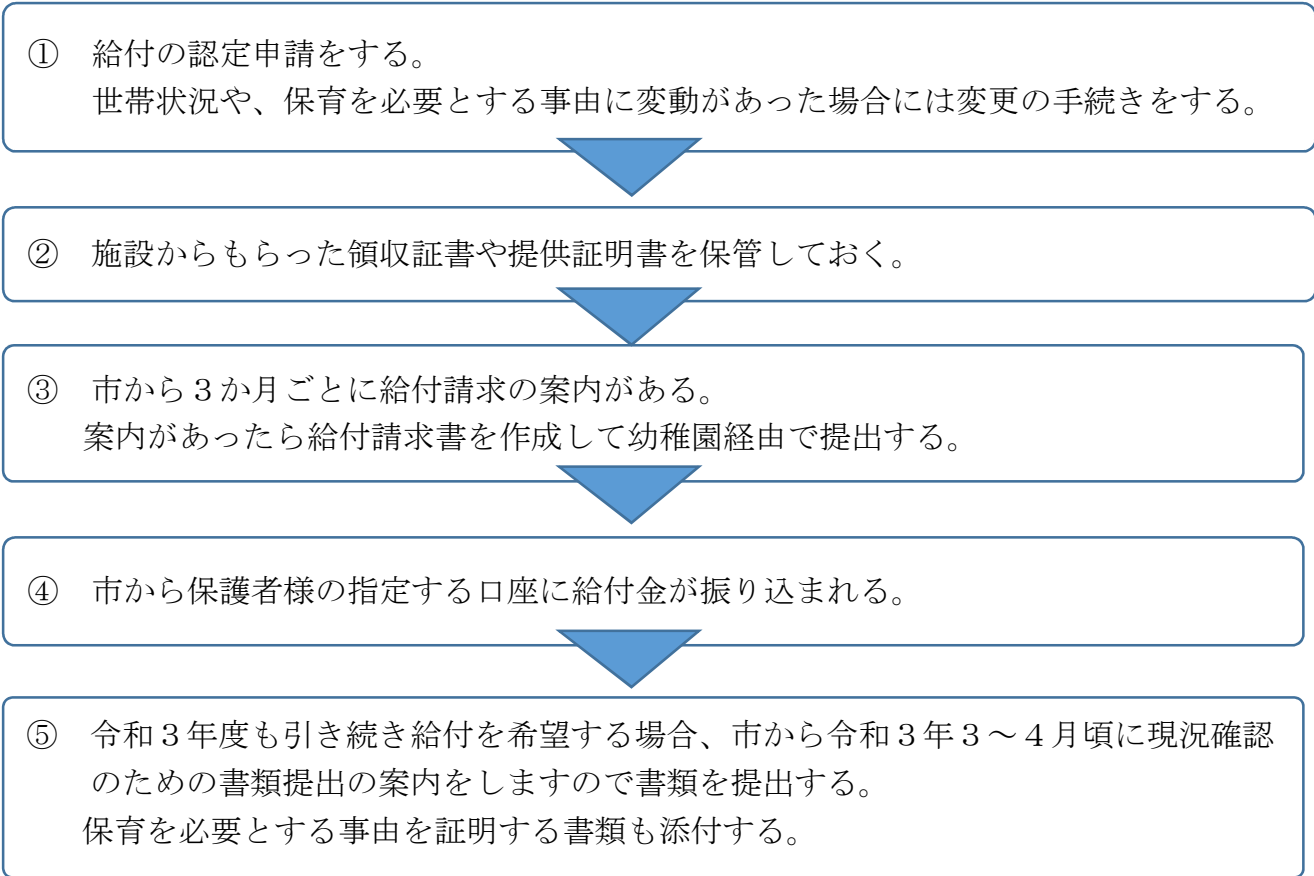 ① 給付の認定申請をする。
世帯状況や、保育を必要とする事由に変動があった場合には変更の手続きをする。
② 施設からもらった領収証書や提供証明書を保管しておく。
③ 市から３か月ごとに給付請求の案内がある。
案内があったら給付請求書を作成して幼稚園経由で提出する。
④ 市から保護者様の指定する口座に給付金が振り込まれる。
⑤ 令和３年度も引き続き給付を希望する場合、市から令和３年３～４月頃に現況確認
のための書類提出の案内をしますので書類を提出する。
保育を必要とする事由を証明する書類も添付する。